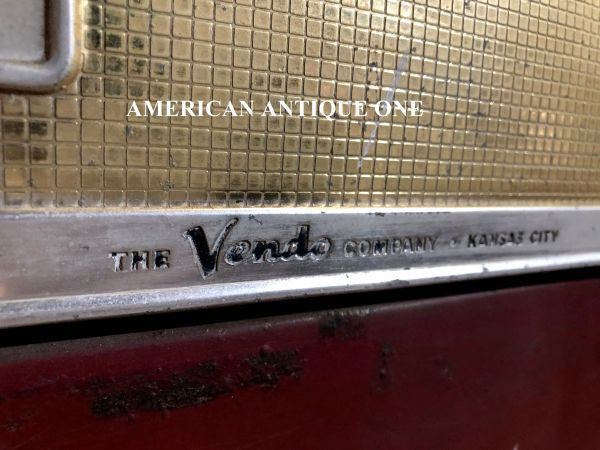 AMERICAN ANTIQUE ONE
THE Vendo COMPANY • KANSAS CITY